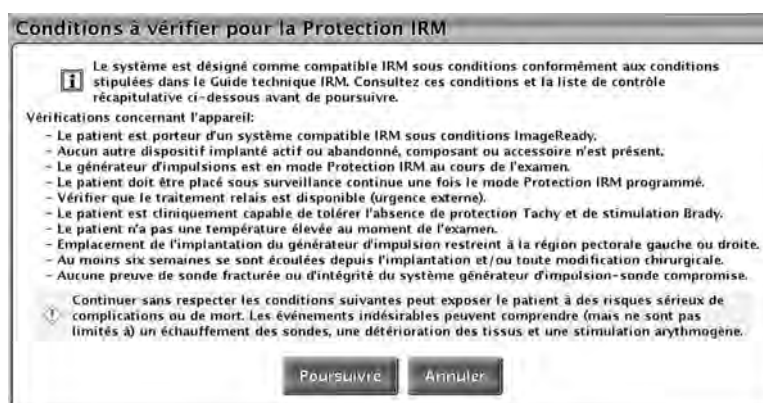 Conditions à vérifier pour la Protection IRM
Le système est désigné comme compatible IRM sous conditions conformément aux conditions
stipulées dans le Guide technique IRM. Consultez ces conditions et la liste de contrôle
récapitulative ci-dessous avant de poursuivre.
Vérifications concernant l'appareil:
- Le patient est porteur d'un système compatible IRM sous conditions ImageReady.
- Aucun autre dispositif implanté actif ou abandonné, composant ou accessoire n'est présent.
- Le générateur d'impulsions est en mode Protection IRM au cours de l'examen.
- Le patient doit être placé sous surveillance continue une fois le mode Protection IRM programmé.
- Vérifier que le traitement relais est disponible (urgence externe).
- Le patient est cliniquement capable de tolérer l'absence de protection Tachy et de stimulation Brady.
- Le patient n'a pas une température élevée au moment de l'examen.
- Emplacement de l'implantation du générateur d'impulsion restreint à la région pectorale gauche ou droite.
- Au moins six semaines se sont écoulées depuis l'implantation et/ou toute modification chirurgicale.
- Aucune preuve de sonde fracturée ou d'intégrité du système générateur d'impulsion-sonde compromise.
Continuer sans respecter les conditions suivantes peut exposer le patient à des risques sérieux de
complications ou de mort. Les événements indésirables peuvent comprendre (mais ne sont pas
limités à) un échauffement des sondes, une détérioration des tissus et une stimulation arythmogène.
Poursuivre Annuler